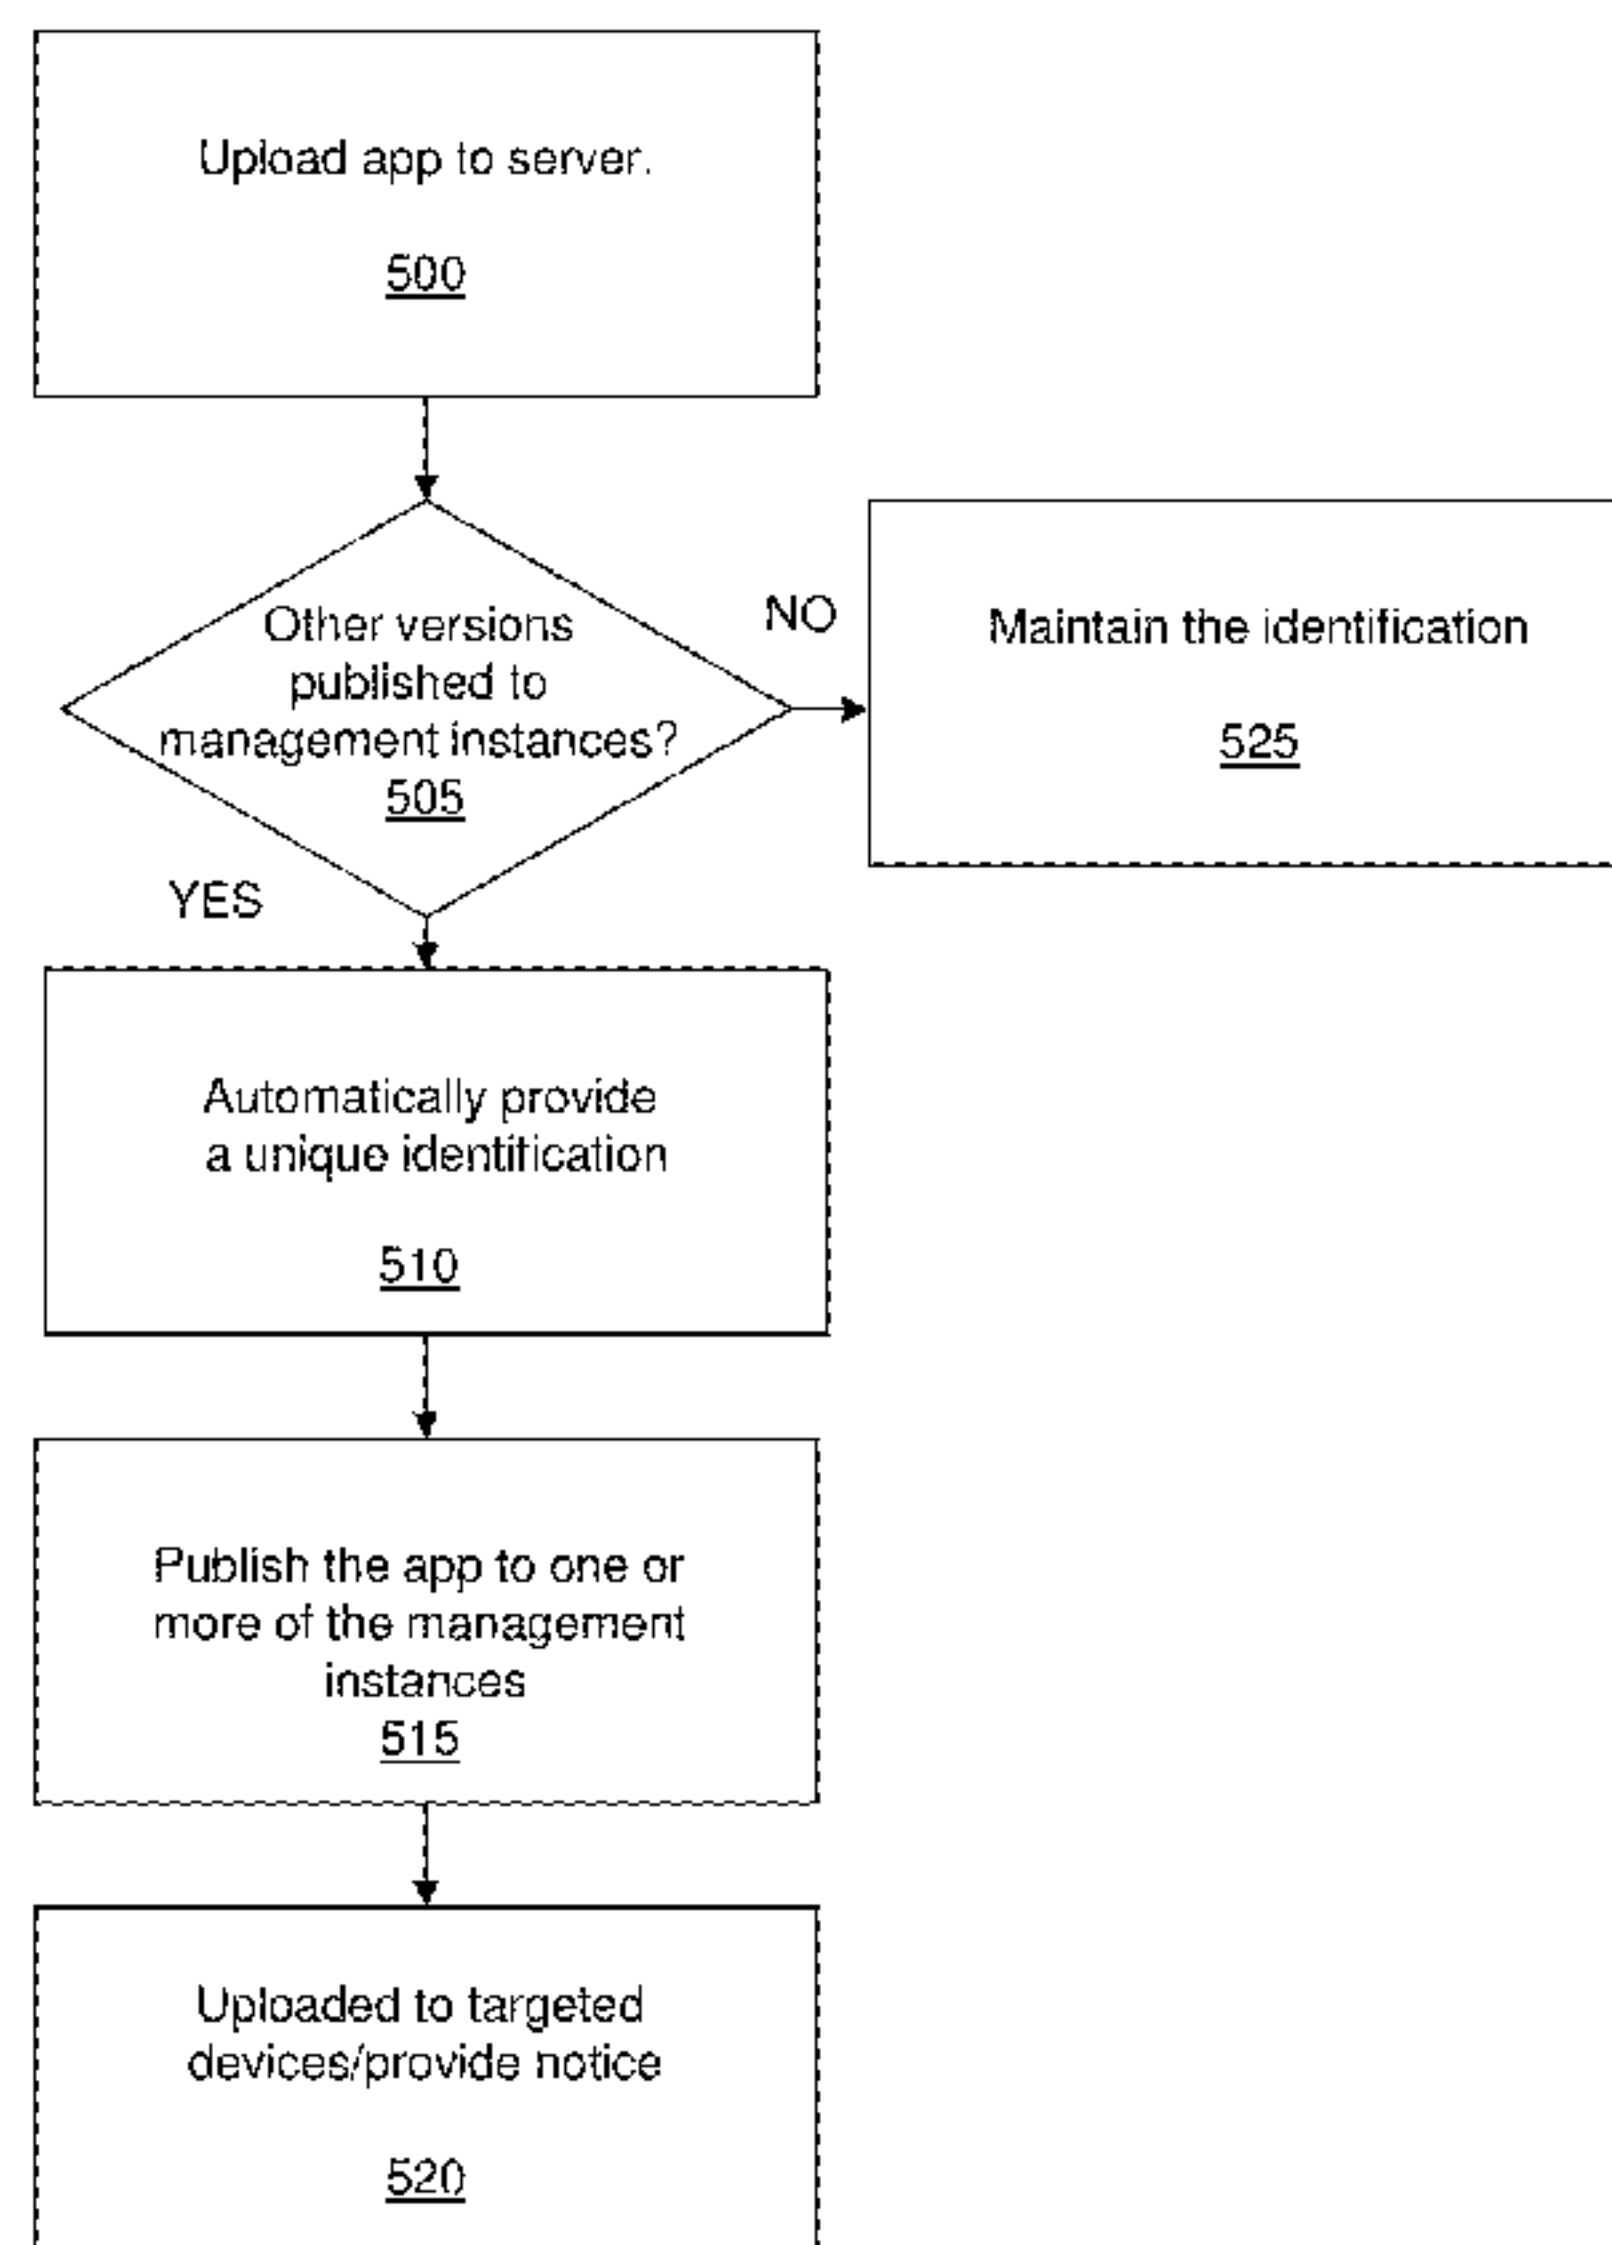 Upload app to server.
500
Other versions
published to
management instances?
505
NO
Maintain the identification
525
YES
Automatically provide
a unique identification
510
Publish the app to one or
more of the management
instances
515
Uploaded to targeted
devices/provide notice
520